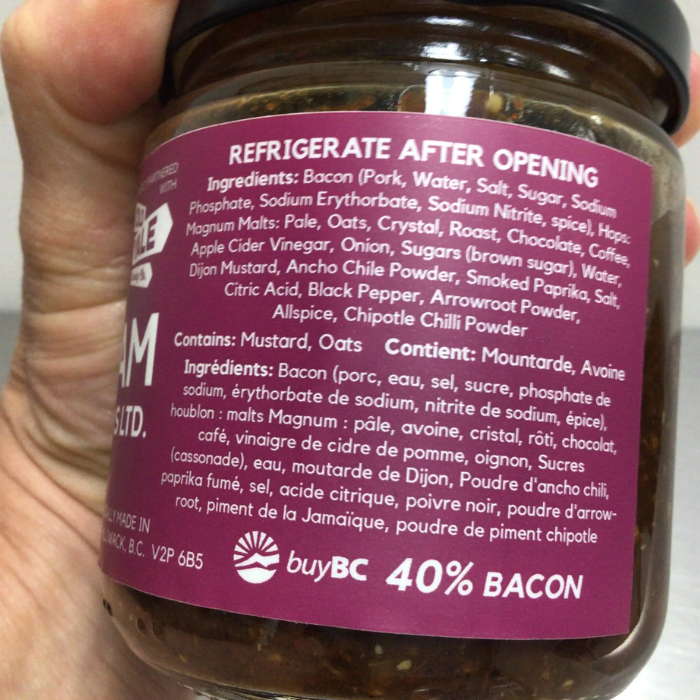 REFRIGERATE AFTER OPENING
Ingredients: Bacon (Pork, Water, Salt, Sugar, Sodium
Phosphate, Sodium Erythorbate, Sodium Nitrite, spice), Hops:
Magnum Malts: Pale, Oats, Crystal, Roast, Chocolate, Coffee,
Apple Cider Vinegar, Onion, Sugars (brown sugar), Water,
Dijon Mustard, Ancho Chile Powder, Smoked Paprika, Salt,
Citric Acid, Black Pepper, Arrowroot Powder,
Allspice, Chipotle Chilli Powder
Contains: Mustard, Oats Contient: Mountarde, Avoine
Ingrédients: Bacon (porc, eau, sel, sucre, phosphate de
sodium, érythorbate de sodium, nitrite de sodium, épice),
houblon : malts Magnum : pâle, avoine, cristal, rôti, chocolat,
café, vinaigre de cidre de pomme, oignon, Sucres
(cassonade), eau, moutarde de Dijon, Poudre d'ancho chili,
paprika fumé, sel, acide citrique, poivre noir, poudre d'arrow-
root, piment de la Jamaïque, poudre de piment chipotle
buyBC 40% BACON
WITH
AM
LTD.
MADE IN
B.C. V2P 6B5